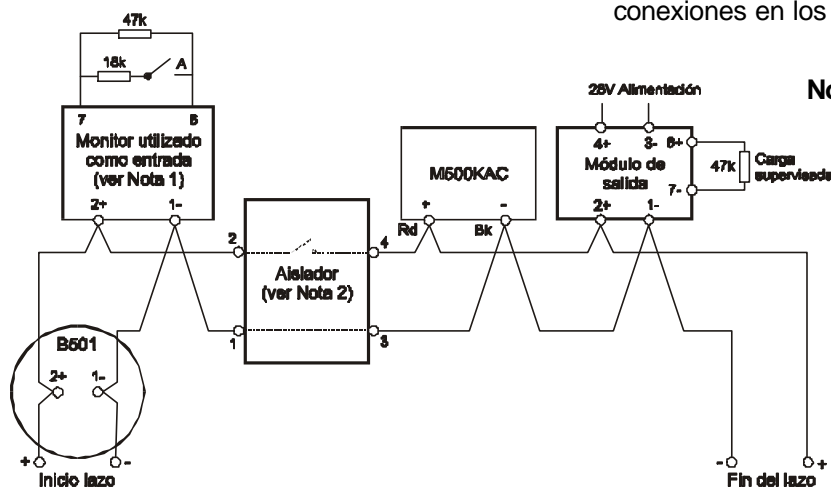 conexiones en los
No
47k
18k
A
7
6
Monitor utilizado
como entrada
(ver Nota 1)
2+
1-
28V Alimentación
4+
3-
6+
Módulo de
salida
7-
2+
1-
47k
Carga
supervisada
M500KAC
+
-
Rd
Bk
2
4
Aislador
(ver Nota 2)
1
3
B501
2+
1-
+
-
Inicio lazo
-
+
Fin del lazo